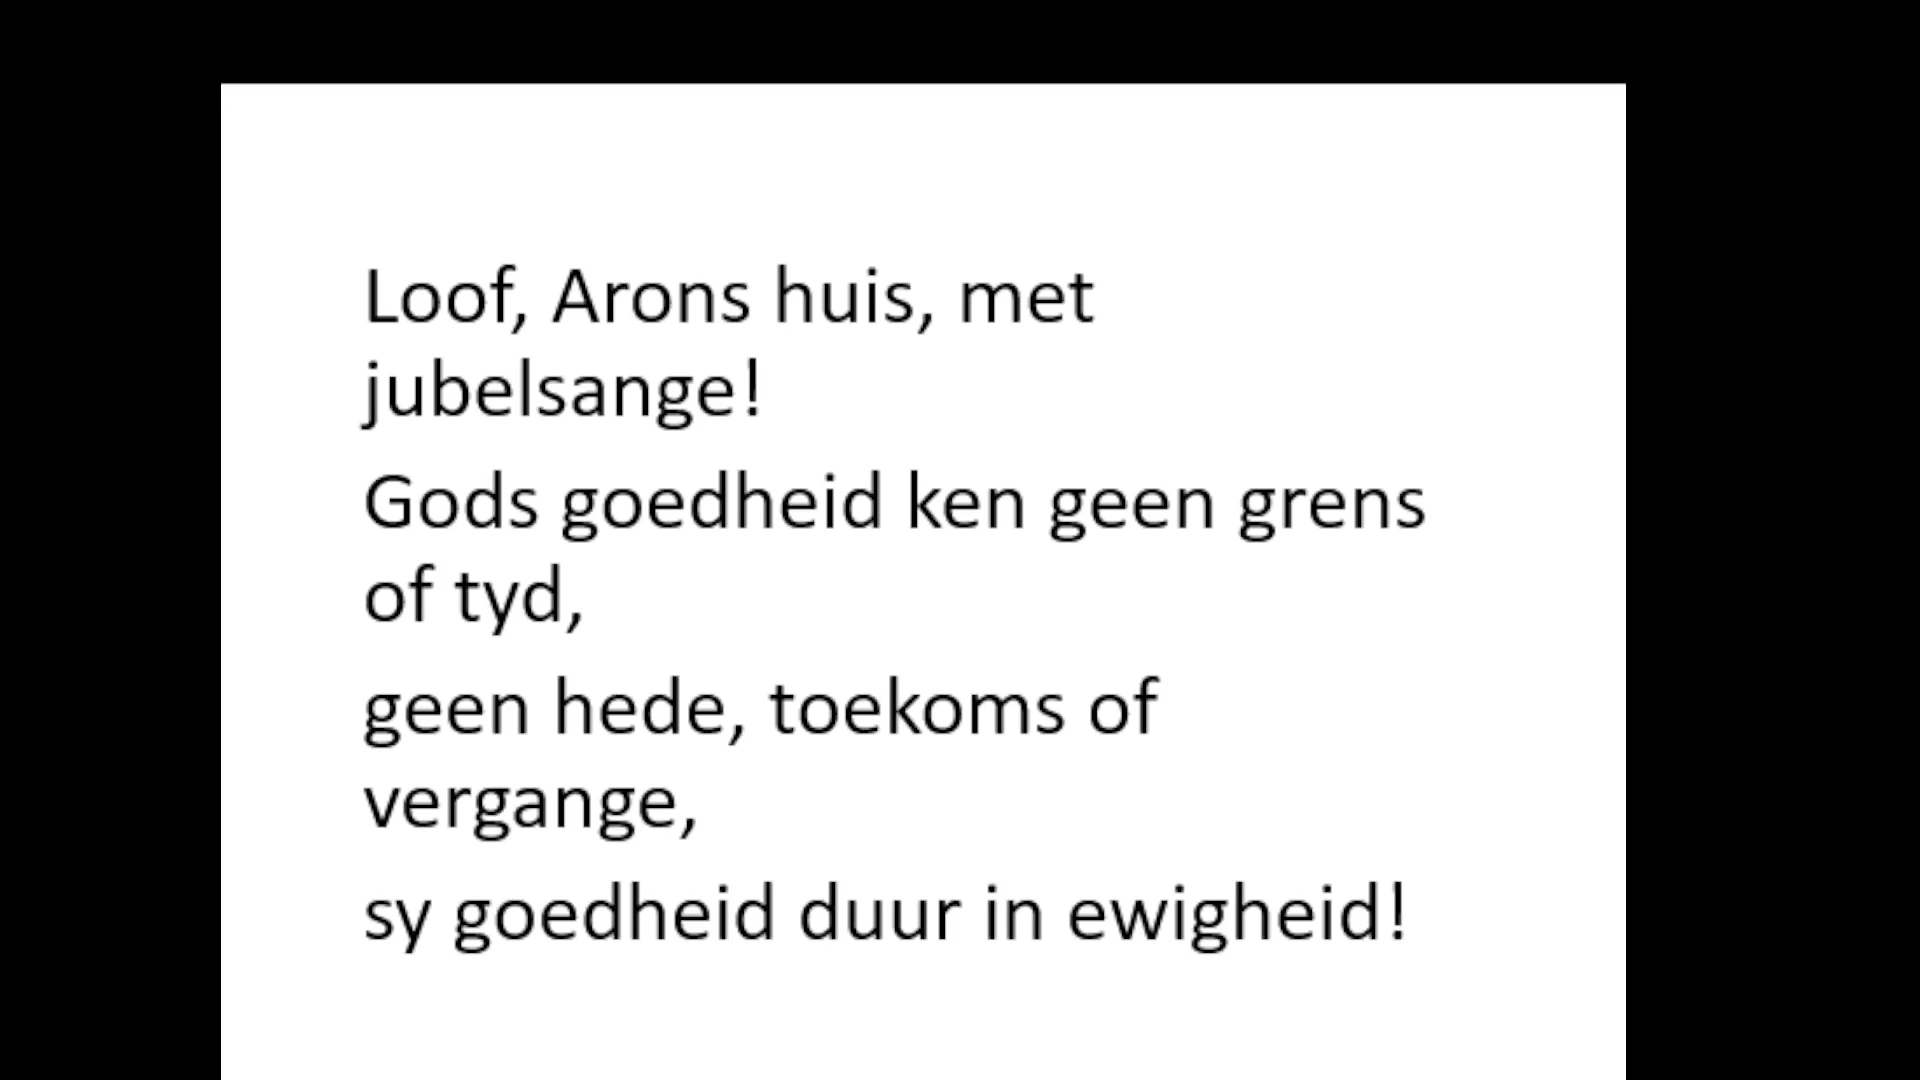 Loof, Arons huis, met
jubelsange!
Gods goedheid ken geen grens
of tyd,
geen hede, toekoms of
vergange,
sy goedheid duur in ewigheid!